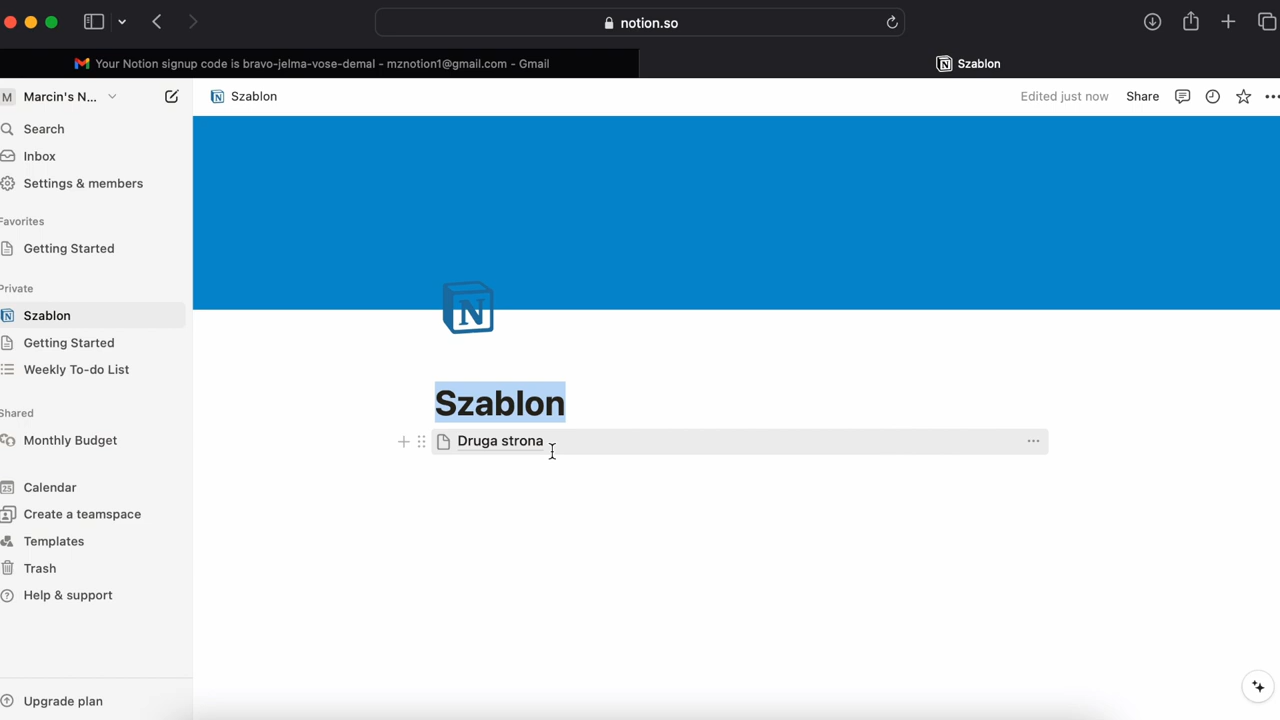 notion.so
Your Notion signup code is bravo-jelma-vose-demal - mznotion1@gmail.com - Gmail
Szablon
M Marcin's N...
Szablon
Edited just now
Share
Search
Inbox
Settings & members
Favorites
Getting Started
Private
Szablon
Getting Started
Weekly To-do List
Shared
Monthly Budget
Calendar
Create a teamspace
Templates
Trash
Help & support
Upgrade plan
N
Szablon
Druga strona